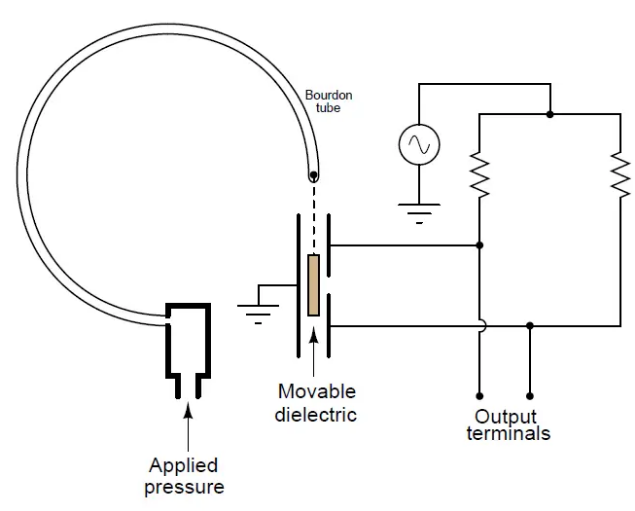 Bourdon
tube
Movable
dielectric
Output
terminals
Applied
pressure